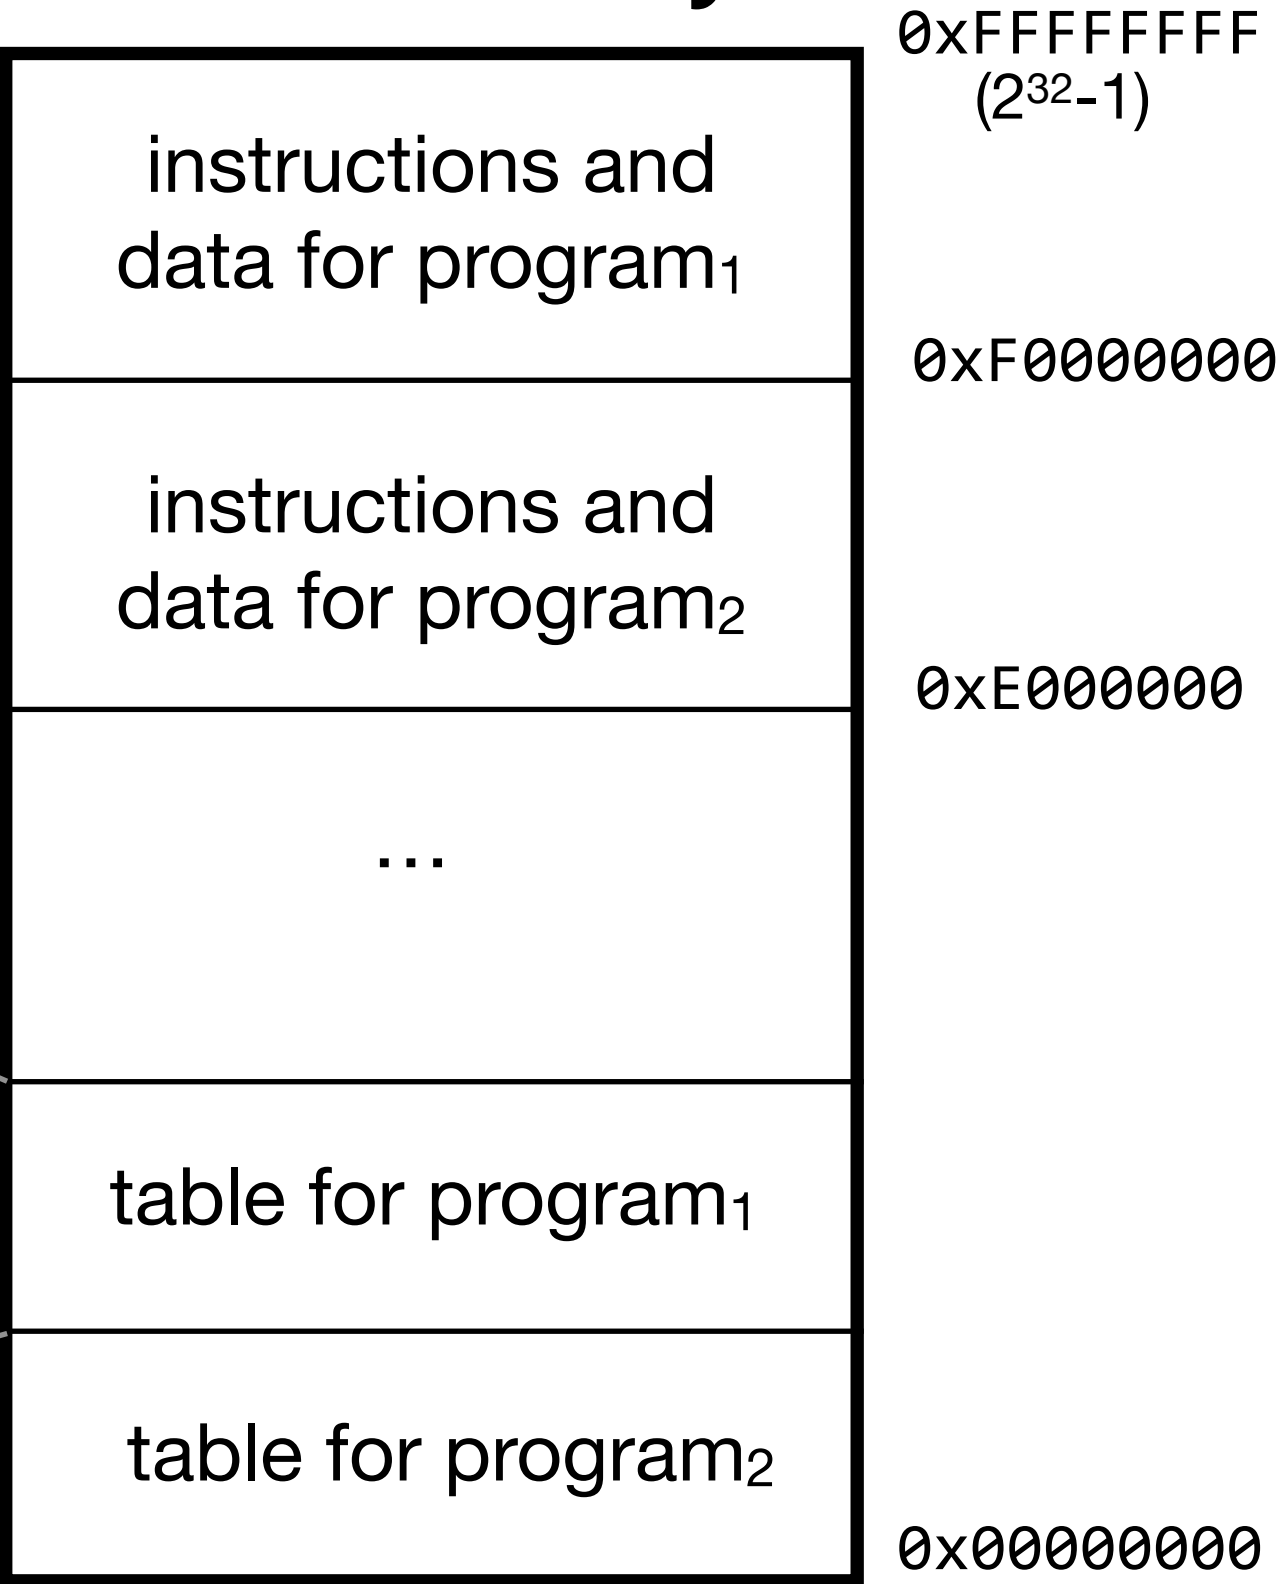 0xFFFFFFFF
(2³²-1)
instructions and
data for program₁
0xF0000000
instructions and
data for program₂
0xE000000
...
table for program₁
table for program₂
0x00000000